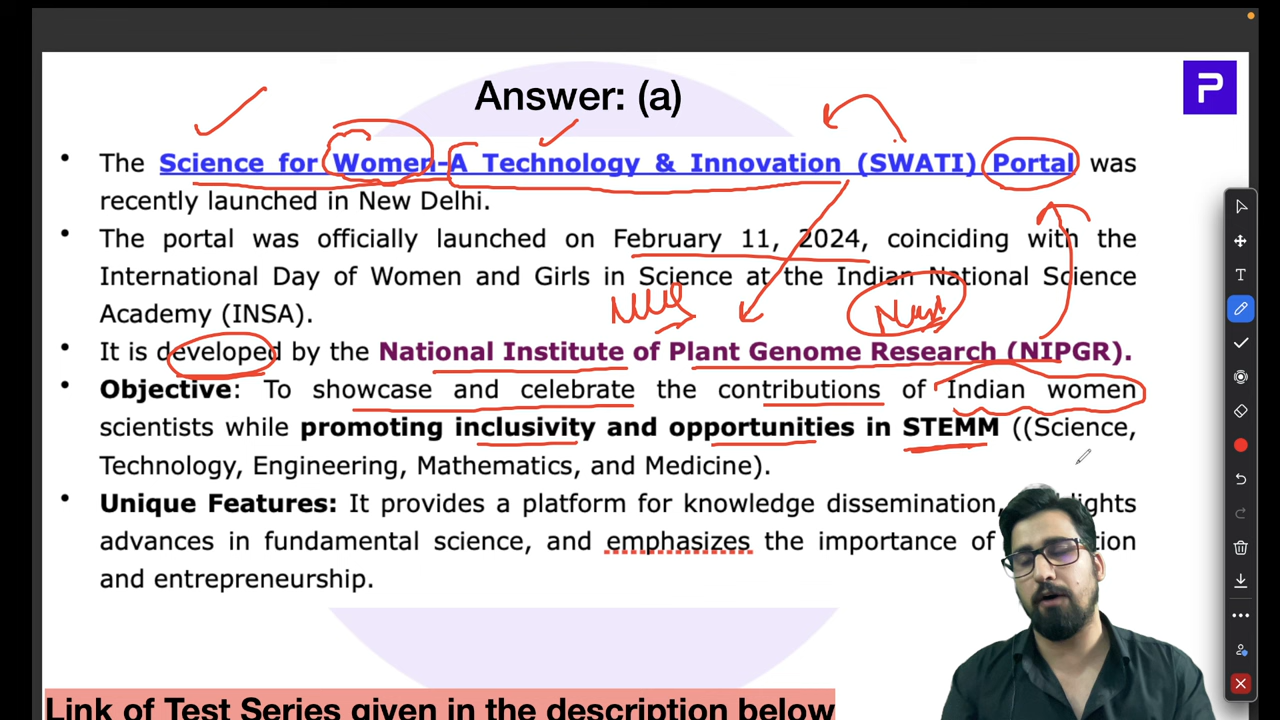 P
Answer: (a)
• The Science for Women-A Technology & Innovation (SWATI) Portal was
recently launched in New Delhi.
• The portal was officially launched on February 11, 2024, coinciding with the
International Day of Women and Girls in Science at the Indian National Science
Academy (INSA).
• It is developed by the National Institute of Plant Genome Research (NIPGR).
• Objective: To showcase and celebrate the contributions of Indian women
scientists while promoting inclusivity and opportunities in STEMM ((Science,
Technology, Engineering, Mathematics, and Medicine).
• Unique Features: It provides a platform for knowledge dissemination,
advances in fundamental science, and emphasizes the importance of
and entrepreneurship.
Link of Test Series given in the description below